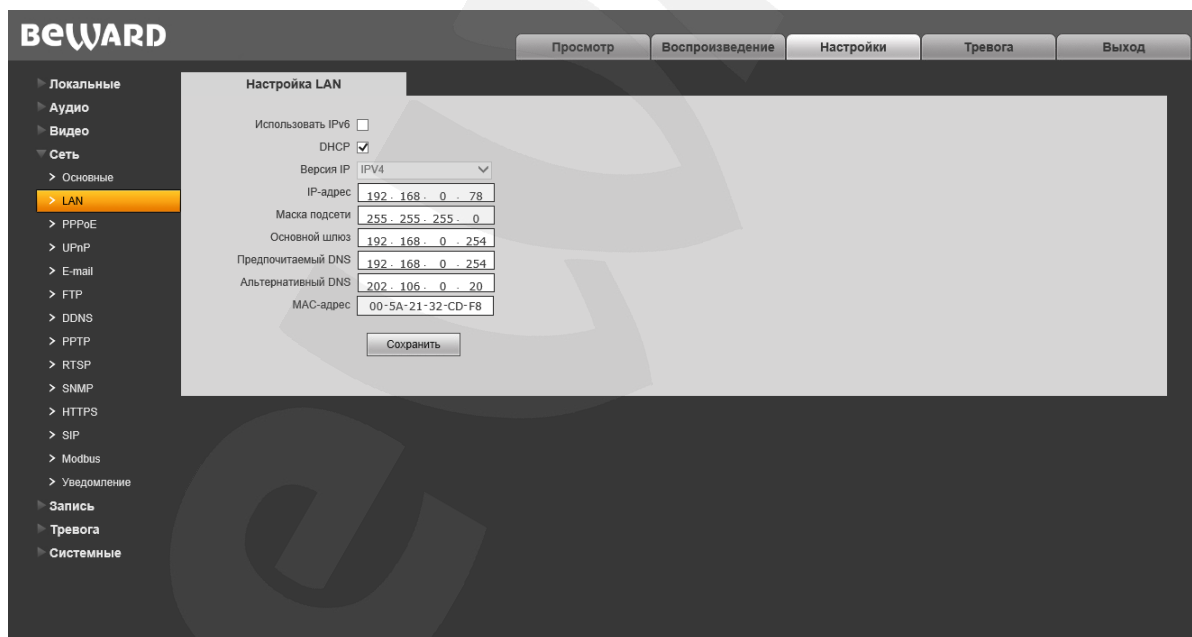 BEWARD
Просмотр
Воспроизведение
Настройки
Тревога
Выход
Локальные
Аудио
Видео
Сеть
Основные
LAN
PPPoE
UPnP
E-mail
FTP
DDNS
PPTP
RTSP
SNMP
HTTPS
SIP
Modbus
Уведомление
Запись
Тревога
Системные
Настройка LAN
Использовать IPv6
DHCP
Версия IP IPV4
IP-адрес 192 . 168 . 0 . 78
Маска подсети 255 . 255 . 255 . 0
Основной шлюз 192 . 168 . 0 . 254
Предпочитаемый DNS 192 . 168 . 0 . 254
Альтернативный DNS 202 . 106 . 0 . 20
MAC-адрес 00-5A-21-32-CD-F8
Сохранить